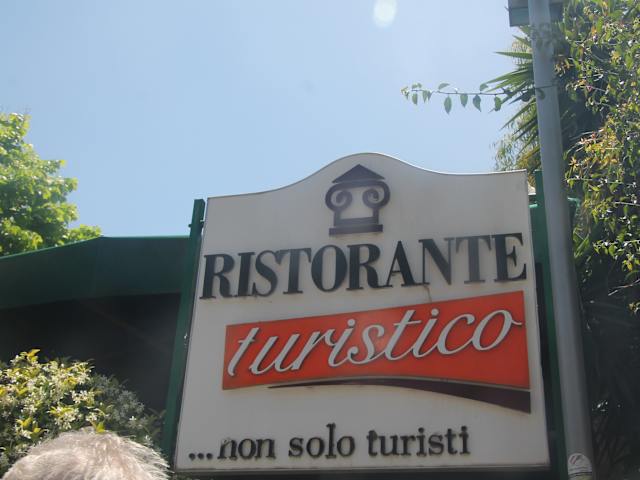 RISTORANTE
turistico
...non solo turisti